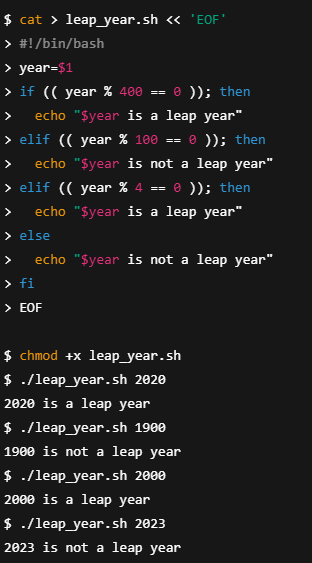 $ cat > leap_year.sh << 'EOF'
> #!/bin/bash
> year=$1
> if (( year % 400 == 0 )); then
>   echo "$year is a leap year"
> elif (( year % 100 == 0 )); then
>   echo "$year is not a leap year"
> elif (( year % 4 == 0 )); then
>   echo "$year is a leap year"
> else
>   echo "$year is not a leap year"
> fi
> EOF

$ chmod +x leap_year.sh
$ ./leap_year.sh 2020
2020 is a leap year
$ ./leap_year.sh 1900
1900 is not a leap year
$ ./leap_year.sh 2000
2000 is a leap year
$ ./leap_year.sh 2023
2023 is not a leap year